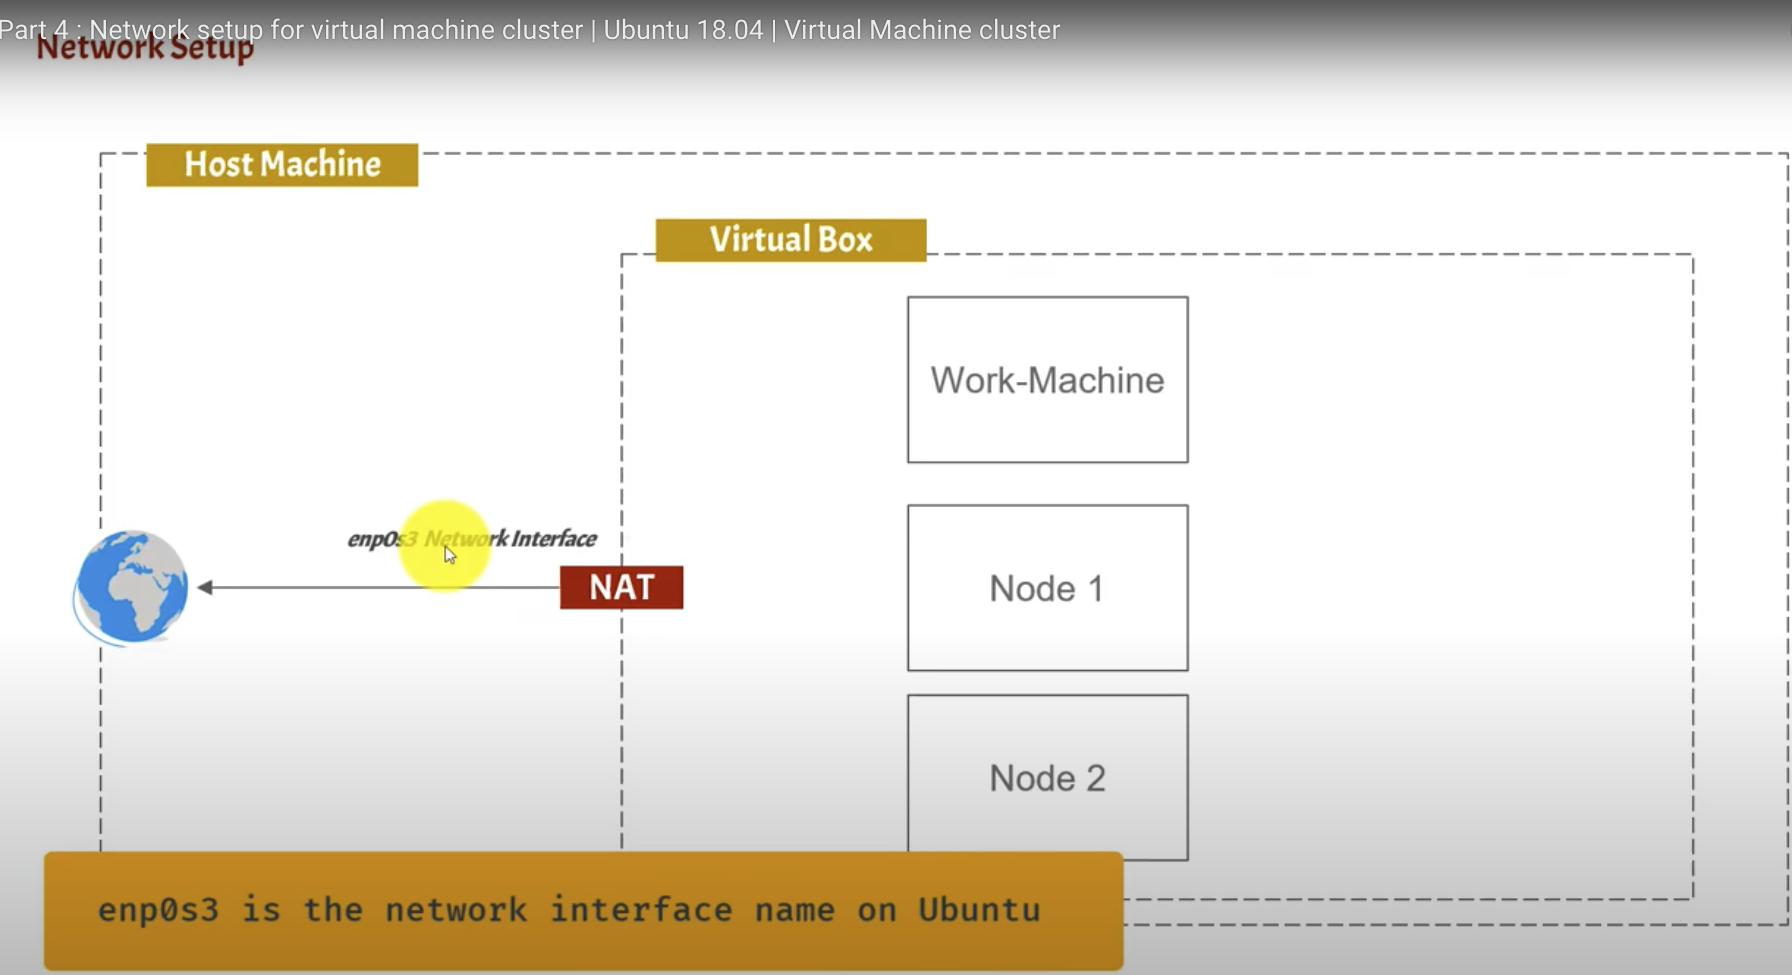 Part 4 : Network setup for virtual machine cluster | Ubuntu 18.04 | Virtual Machine cluster
Network Setup
Host Machine
Virtual Box
Work-Machine
enp0s3 Network Interface
NAT
Node 1
Node 2
enp0s3 is the network interface name on Ubuntu